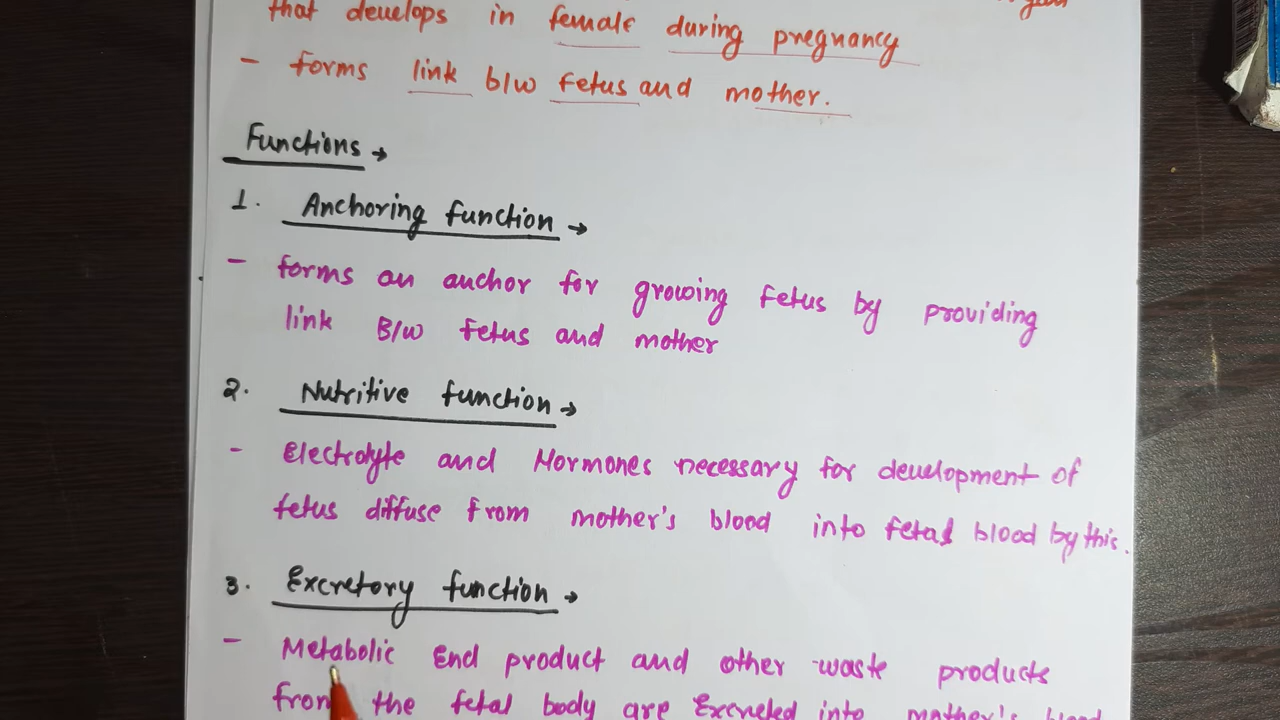 that develops in female during pregnancy
- forms link b/w fetus and mother.
Functions →
1. Anchoring function →
- forms an anchor for growing fetus by providing
link B/w fetus and mother
2. Nutritive function →
- Electrolyte and Hormones necessary for development of
fetus diffuse from mother's blood into fetal blood by this.
3. Excretory function →
- Metabolic End product and other waste products
from the fetal body are Excreted into mother's blood